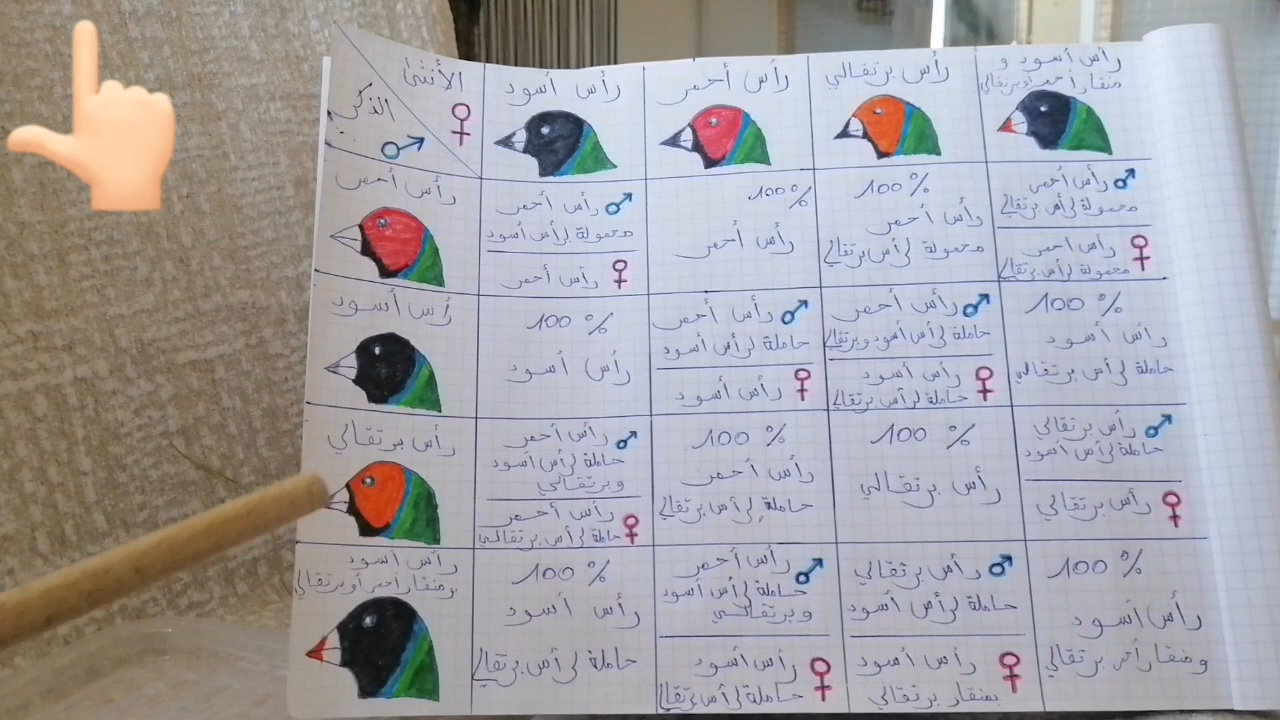 الأنثى
♀
الذكر
♂
رأس أسود
رأس أحمر
رأس برتقالي
رأس أسود و
منقار أحمر أو برتقالي
رأس أحمر
رأس أحمر ♂
محمولة لرأس أسود
رأس أحمر ♀
100%
رأس أحمر
100%
رأس أحمر
محمولة لرأس برتقالي
رأس أحمر ♂
محمولة لرأس برتقالي
رأس أحمر ♀
محمولة لرأس برتقالي
رأس أسود
100%
رأس أسود
رأس أحمر ♂
حاملة لرأس أسود
رأس أسود ♀
رأس أحمر ♂
حاملة لرأس أسود وبرتقالي
رأس أسود ♀
حاملة لرأس برتقالي
100%
رأس أسود
حاملة لرأس برتقالي
رأس برتقالي
رأس أحمر ♂
حاملة لرأس أسود
وبرتقالي
رأس أحمر ♀
حاملة لرأس برتقالي
100%
رأس أحمر
حاملة لرأس برتقالي
100%
رأس برتقالي
رأس برتقالي ♂
حاملة لرأس أسود
رأس برتقالي ♀
رأس أسود
ومنقار أحمر أو برتقالي
100%
رأس أسود
حاملة لرأس برتقالي
رأس أحمر ♂
حاملة لرأس أسود
وبرتقالي
رأس أسود ♀
حاملة لرأس برتقالي
رأس برتقالي ♂
حاملة لرأس أسود
رأس أسود ♀
بمنقار برتقالي
100%
رأس أسود
ومنقار أحمر برتقالي